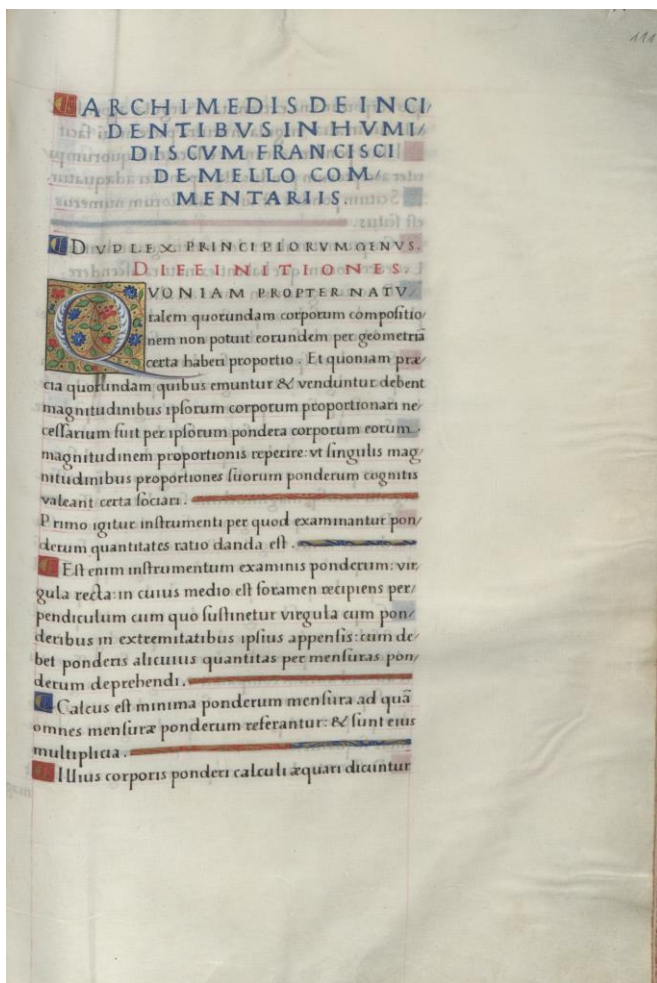 111
ARCHIMEDIS DE INCI/
DENTIBVS IN HVMI/
DIS CVM FRANCISCI
DE MELLO COM/
MENTARIIS.
DVPLEX PRINCIPIORVM GENVS.
DIFFINITIONES.
QVONIAM PROPTER NATV/
ralem quorundam corporum compositio/
nem non potuit eorundem per geometriã
certa haberi proportio. Et quoniam præ/
cia quorundam quibus emuntur & venduntur debent
magnitudinibus ipſorum corporum proportionari ne/
ceſſarium fuit per ipſorum pondera corporum eorum
magnitudinem proportionis reperire: vt ſingulis mag/
nitudinibus proportiones ſuorum ponderum cognitis
valeant certa ſociari.
Primo igitur inſtrumenti per quod examinantur pon/
derum quantitates ratio danda eſt.
Eſt enim inſtrumentum examinis ponderum: vir/
gula recta: in cuius medio eſt foramen recipiens per/
pendiculum cum quo ſuſtinetur virgula cum pon/
deribus in extremitatibus ipſius appenſis: cum de/
bet ponderis alicuius quantitas per menſuras pon/
derum deprehendi.
Calcus eſt minima ponderum menſura ad quã
omnes menſuræ ponderum referantur: & ſunt eius
multiplicia.
Illius corporis ponderi calculi æquari dicuntur